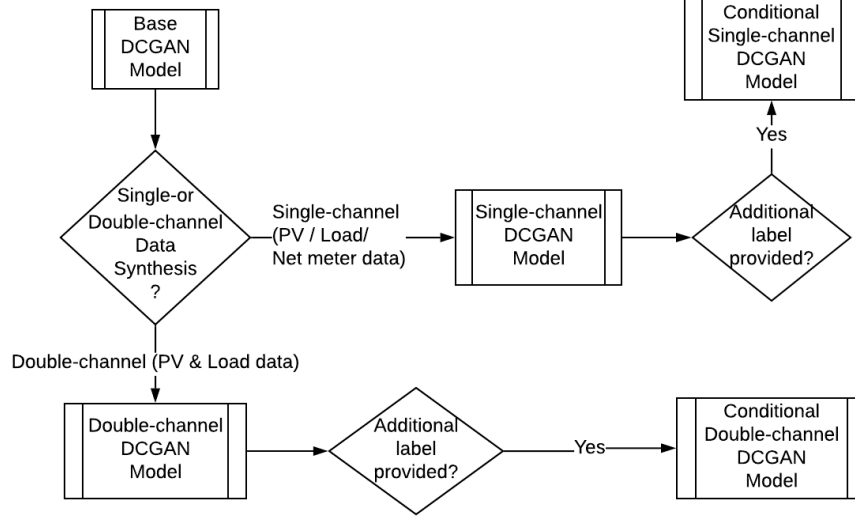 Base
DCGAN
Model
Conditional
Single-channel
DCGAN
Model
Yes
Single-or
Double-channel
Data
Synthesis
?
Single-channel
(PV / Load/
Net meter data)
Single-channel
DCGAN
Model
Additional
label
provided?
Double-channel (PV & Load data)
Double-channel
DCGAN
Model
Additional
label
provided?
Yes
Conditional
Double-channel
DCGAN
Model